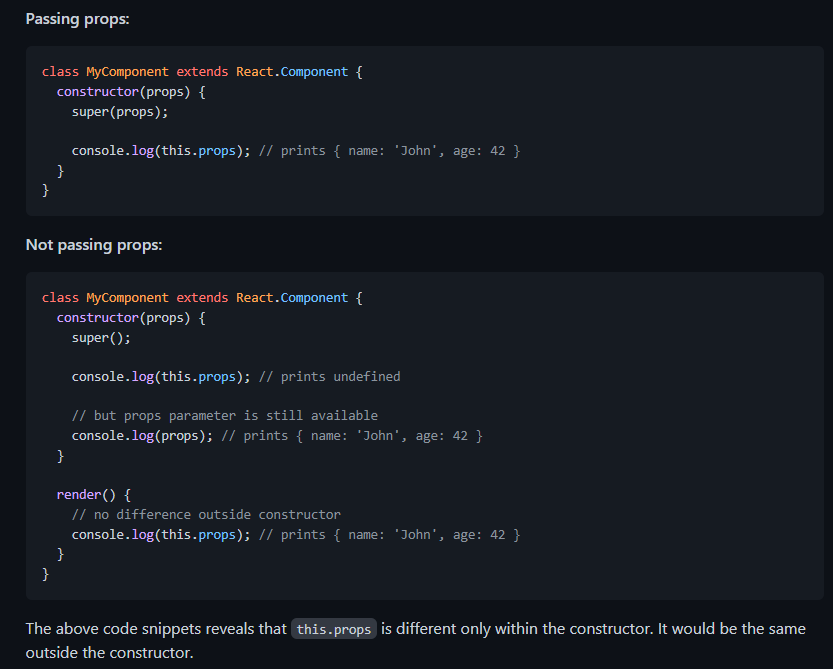 Passing props:
class MyComponent extends React.Component {
  constructor(props) {
    super(props);

    console.log(this.props); // prints { name: 'John', age: 42 }
  }
}
Not passing props:
class MyComponent extends React.Component {
  constructor(props) {
    super();

    console.log(this.props); // prints undefined

    // but props parameter is still available
    console.log(props); // prints { name: 'John', age: 42 }
  }

  render() {
    // no difference outside constructor
    console.log(this.props); // prints { name: 'John', age: 42 }
  }
}
The above code snippets reveals that this.props is different only within the constructor. It would be the same
outside the constructor.